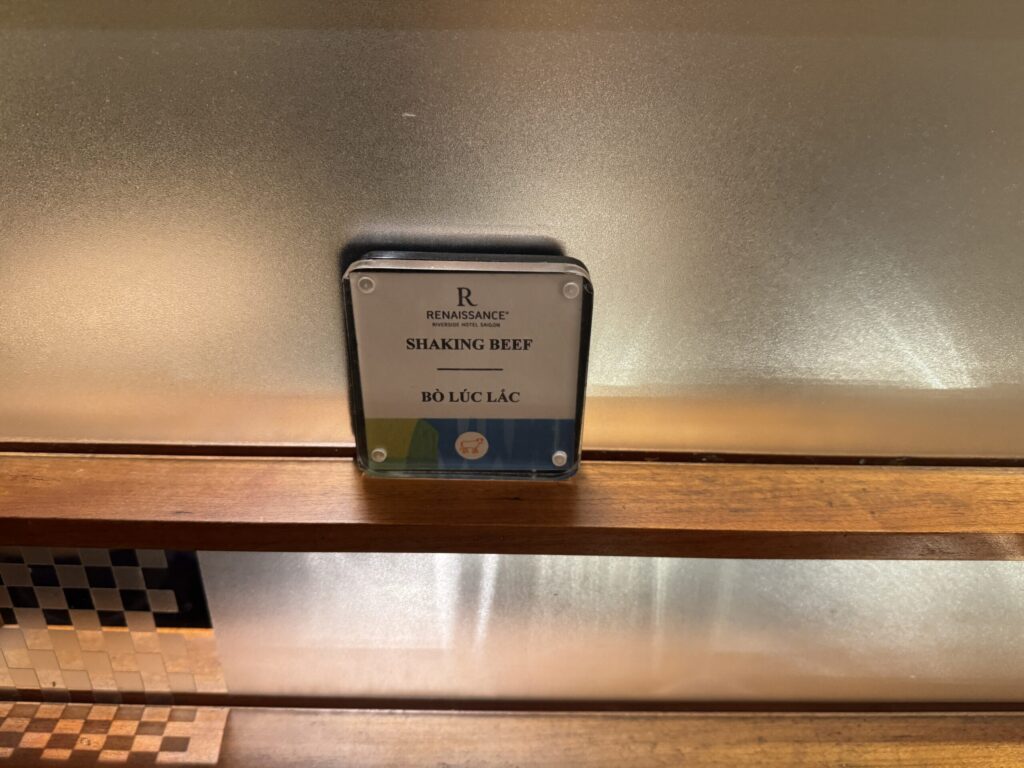 R
RENAISSANCE®
RIVERSIDE HOTEL SAIGON
SHAKING BEEF
BÒ LÚC LẮC